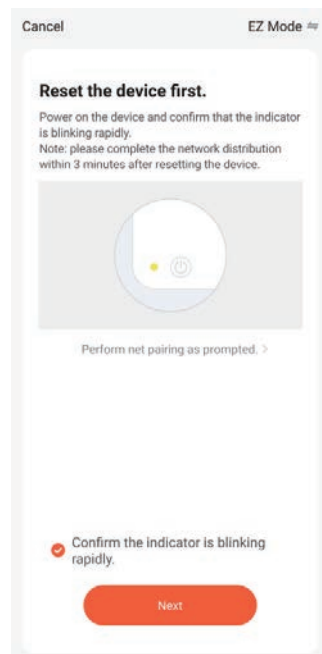 Cancel
EZ Mode
Reset the device first.
Power on the device and confirm that the indicator
is blinking rapidly.
Note: please complete the network distribution
within 3 minutes after resetting the device.
Perform net pairing as prompted. >
Confirm the indicator is blinking
rapidly.
Next